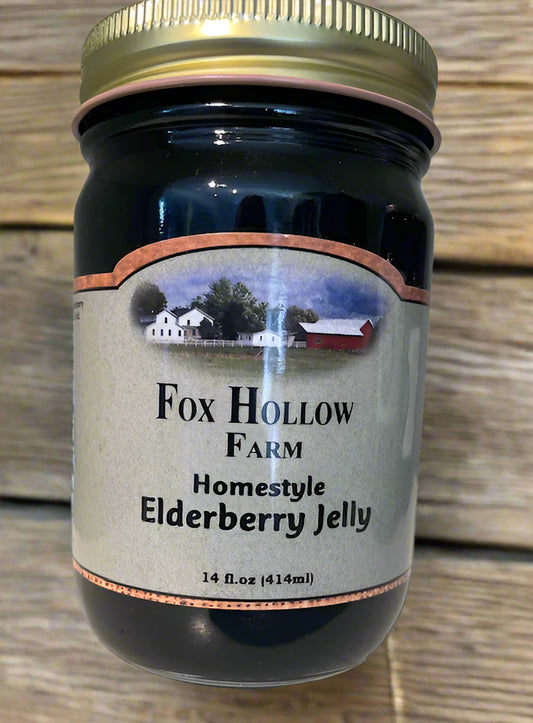 FOX HOLLOW
FARM
Homestyle
Elderberry Jelly
14 fl.oz (414ml)